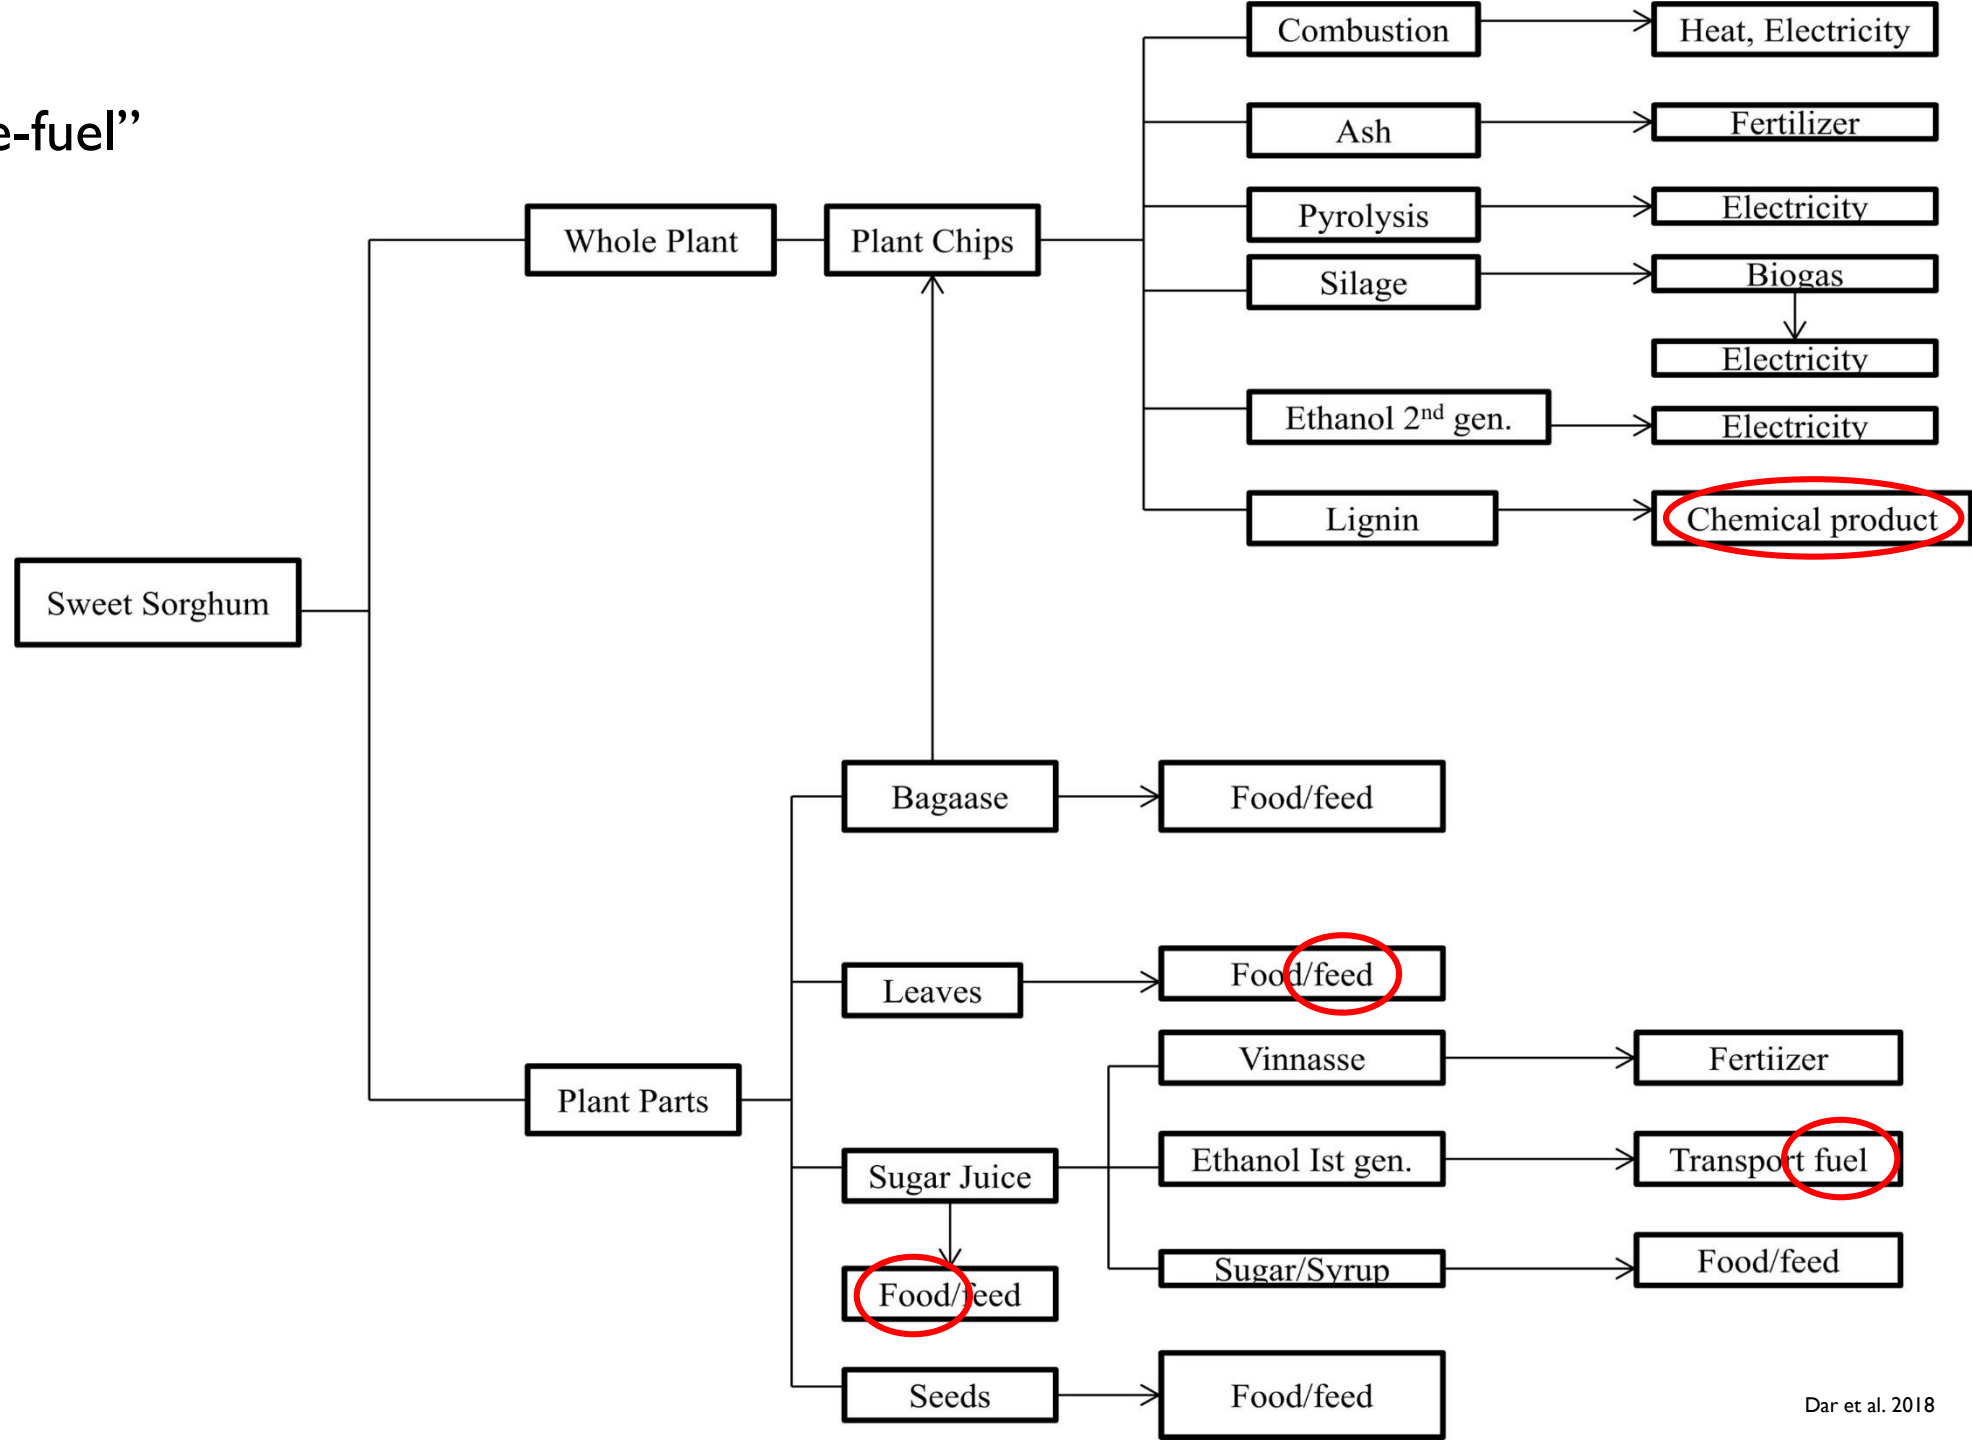 Combustion
Heat, Electricity
e-fuel”
Ash
Fertilizer
Pyrolysis
Electricity
Whole Plant
Plant Chips
Silage
Biogas
Electricity
Ethanol 2nd gen.
Electricity
Lignin
Chemical product
Sweet Sorghum
Bagaase
Food/feed
Leaves
Food/feed
Vinnasse
Fertiizer
Plant Parts
Ethanol Ist gen.
Transport fuel
Sugar Juice
Sugar/Syrup
Food/feed
Food/feed
Seeds
Food/feed
Dar et al. 2018